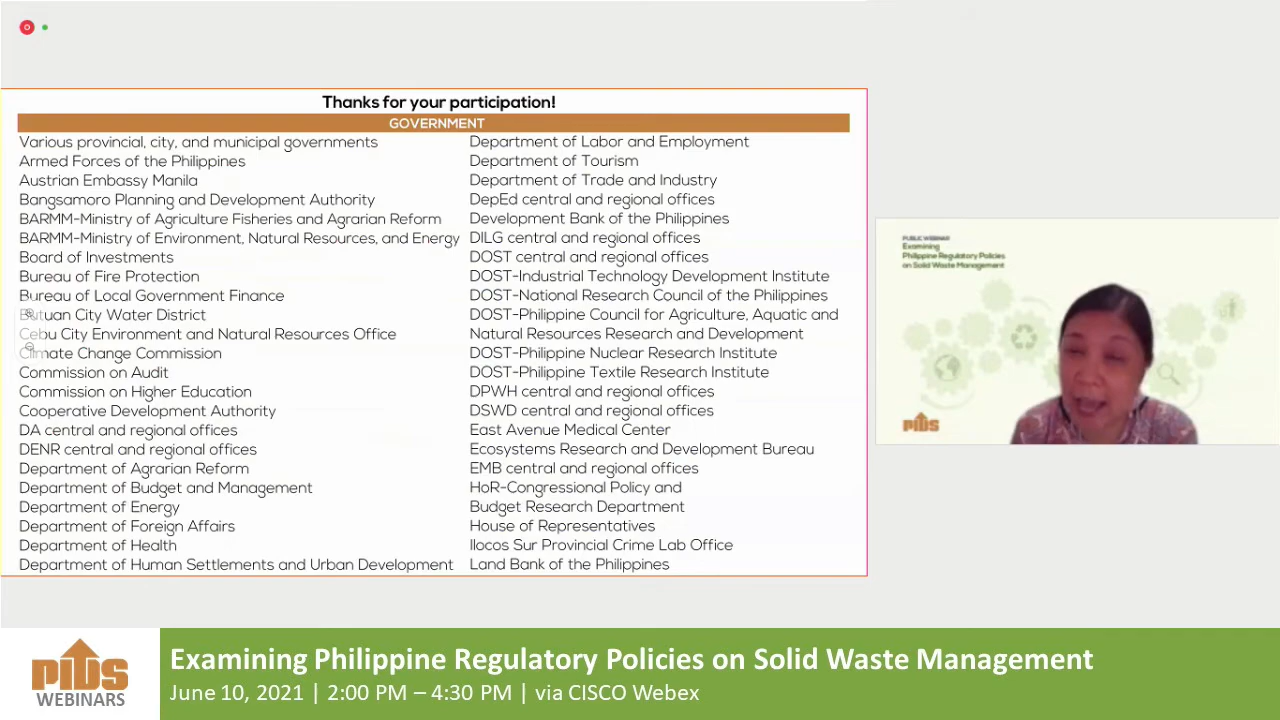 Thanks for your participation!
GOVERNMENT
Various provincial, city, and municipal governments
Armed Forces of the Philippines
Austrian Embassy Manila
Bangsamoro Planning and Development Authority
BARMM-Ministry of Agriculture Fisheries and Agrarian Reform
BARMM-Ministry of Environment, Natural Resources, and Energy
Board of Investments
Bureau of Fire Protection
Bureau of Local Government Finance
Butuan City Water District
Cebu City Environment and Natural Resources Office
Climate Change Commission
Commission on Audit
Commission on Higher Education
Cooperative Development Authority
DA central and regional offices
DENR central and regional offices
Department of Agrarian Reform
Department of Budget and Management
Department of Energy
Department of Foreign Affairs
Department of Health
Department of Human Settlements and Urban Development
Department of Labor and Employment
Department of Tourism
Department of Trade and Industry
DepEd central and regional offices
Development Bank of the Philippines
DILG central and regional offices
DOST central and regional offices
DOST-Industrial Technology Development Institute
DOST-National Research Council of the Philippines
DOST-Philippine Council for Agriculture, Aquatic and
Natural Resources Research and Development
DOST-Philippine Nuclear Research Institute
DOST-Philippine Textile Research Institute
DPWH central and regional offices
DSWD central and regional offices
East Avenue Medical Center
Ecosystems Research and Development Bureau
EMB central and regional offices
HoR-Congressional Policy and
Budget Research Department
House of Representatives
Ilocos Sur Provincial Crime Lab Office
Land Bank of the Philippines
PUBLIC WEBINAR
Examining
Philippine Regulatory Policies
on Solid Waste Management
PIDS
PIDS
WEBINARS
Examining Philippine Regulatory Policies on Solid Waste Management
June 10, 2021 | 2:00 PM – 4:30 PM | via CISCO Webex